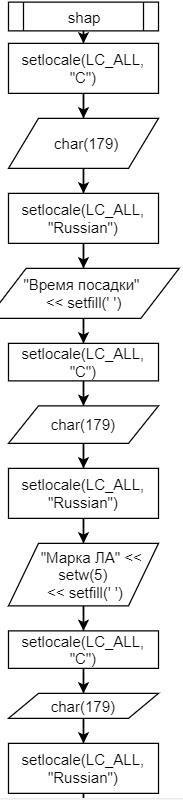 shap
setlocale(LC_ALL,
"C")
char(179)
setlocale(LC_ALL,
"Russian")
"Время посадки"
<< setfill(' ')
setlocale(LC_ALL,
"C")
char(179)
setlocale(LC_ALL,
"Russian")
"Марка ЛА" <<
setw(5)
<< setfill(' ')
setlocale(LC_ALL,
"C")
char(179)
setlocale(LC_ALL,
"Russian")